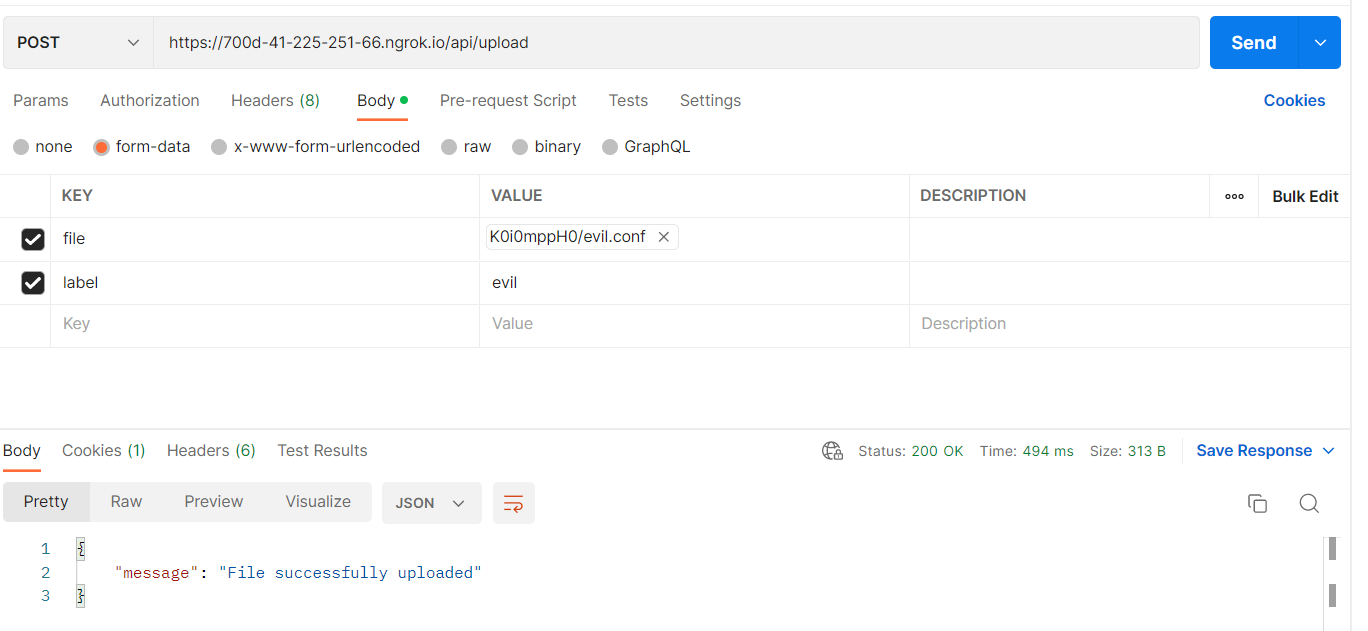 POST https://700d-41-225-251-66.ngrok.io/api/upload Send
Params Authorization Headers (8) Body Pre-request Script Tests Settings Cookies
none form-data x-www-form-urlencoded raw binary GraphQL
KEY VALUE DESCRIPTION ooo Bulk Edit
file K0i0mppH0/evil.conf ×
label evil
Key Value Description
Body Cookies (1) Headers (6) Test Results Status: 200 OK Time: 494 ms Size: 313 B Save Response
Pretty Raw Preview Visualize JSON
1 {
2 "message": "File successfully uploaded"
3 }